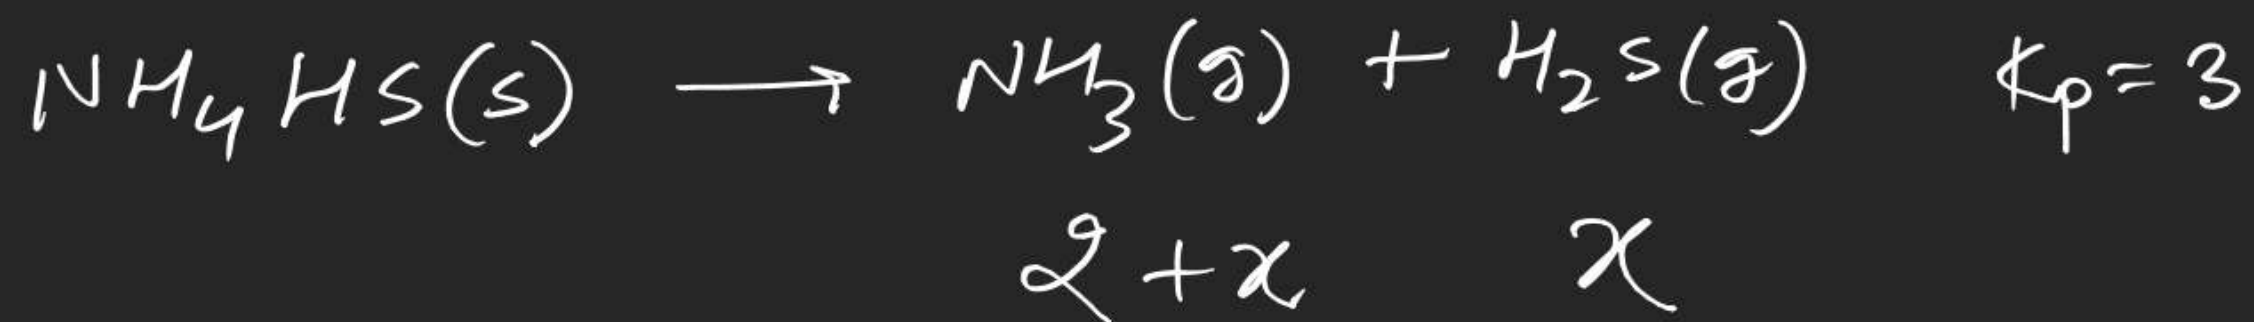 NH₄HS(s) ⟶ NH₃(g) + H₂S(g) Kp = 3
2 + x x